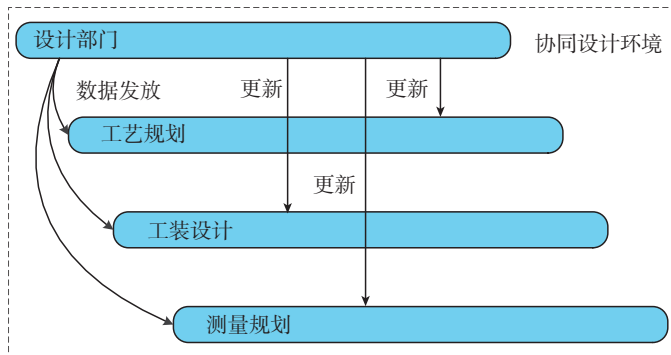 设计部门
协同设计环境
数据发放
更新
更新
工艺规划
更新
工装设计
测量规划